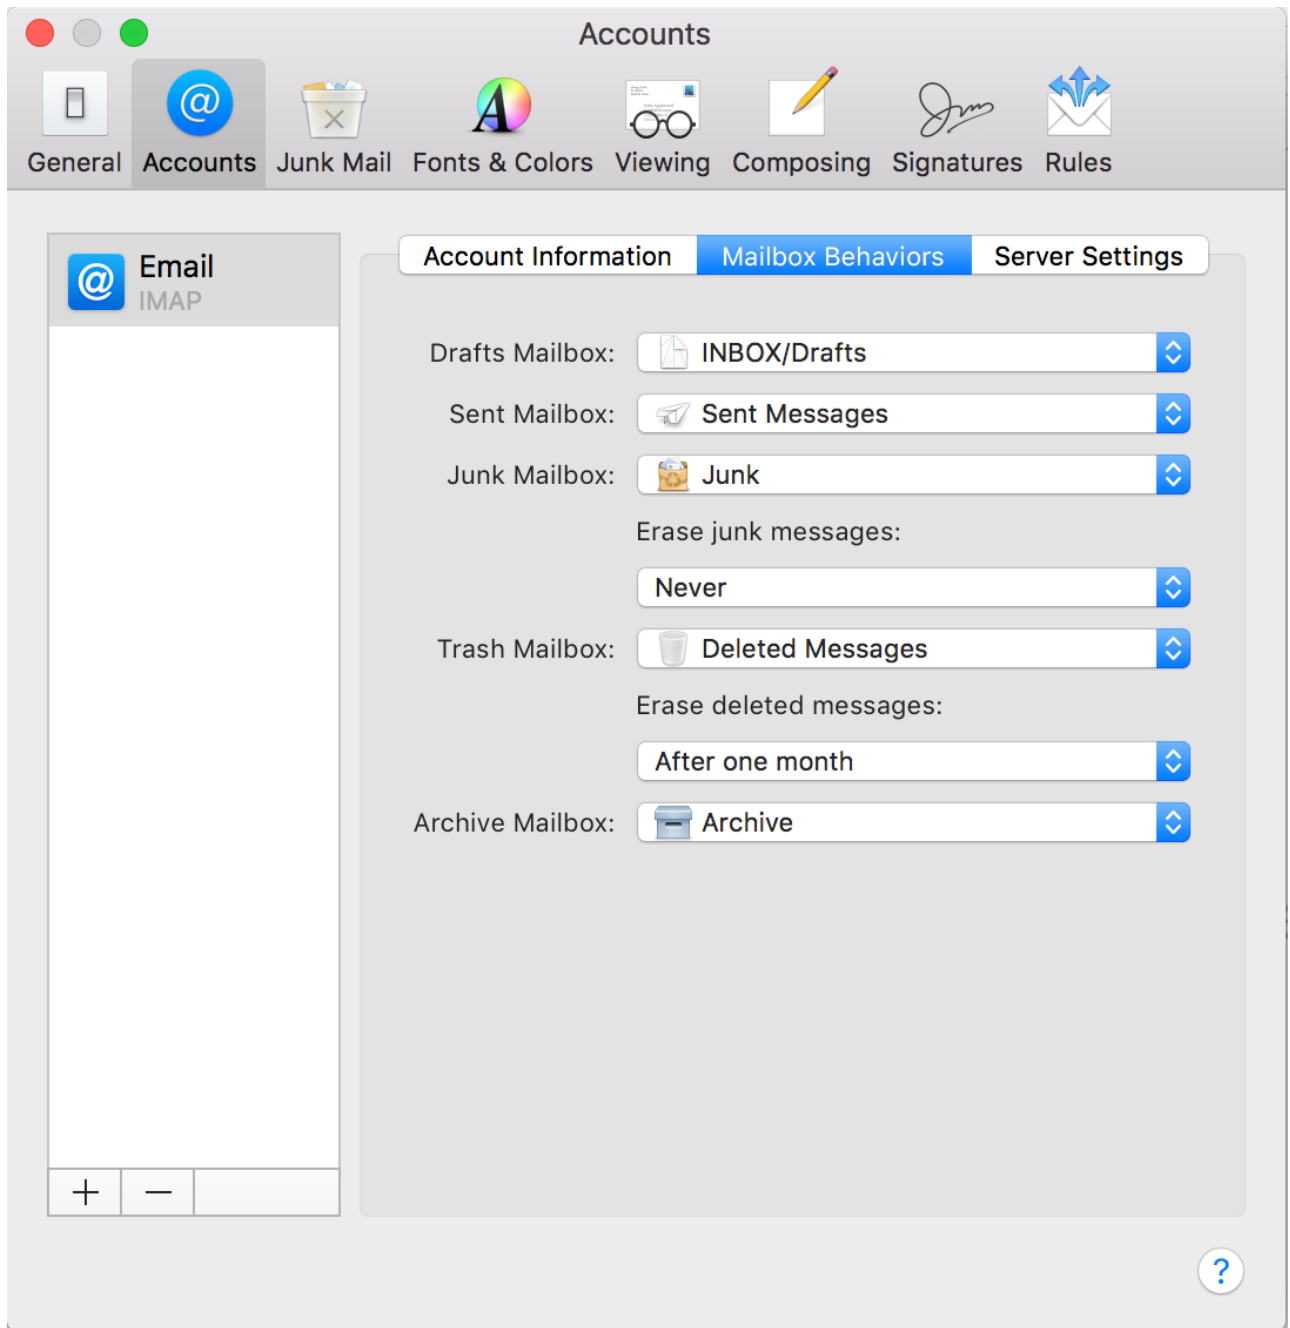 Accounts
General Accounts Junk Mail Fonts & Colors Viewing Composing Signatures Rules
Email
IMAP
Account Information Mailbox Behaviors Server Settings
Drafts Mailbox: INBOX/Drafts
Sent Mailbox: Sent Messages
Junk Mailbox: Junk
Erase junk messages:
Never
Trash Mailbox: Deleted Messages
Erase deleted messages:
After one month
Archive Mailbox: Archive
?